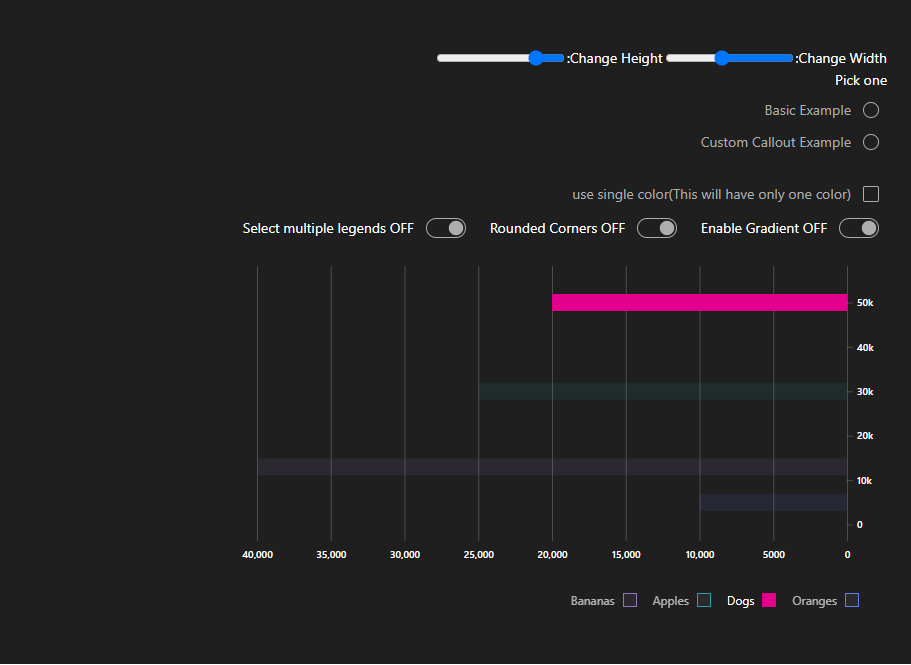 :Change Height :Change Width
Pick one
Basic Example
Custom Callout Example
use single color(This will have only one color)
Select multiple legends OFF Rounded Corners OFF Enable Gradient OFF
50k
40k
30k
20k
10k
0
40,000 35,000 30,000 25,000 20,000 15,000 10,000 5000 0
Bananas Apples Dogs Oranges